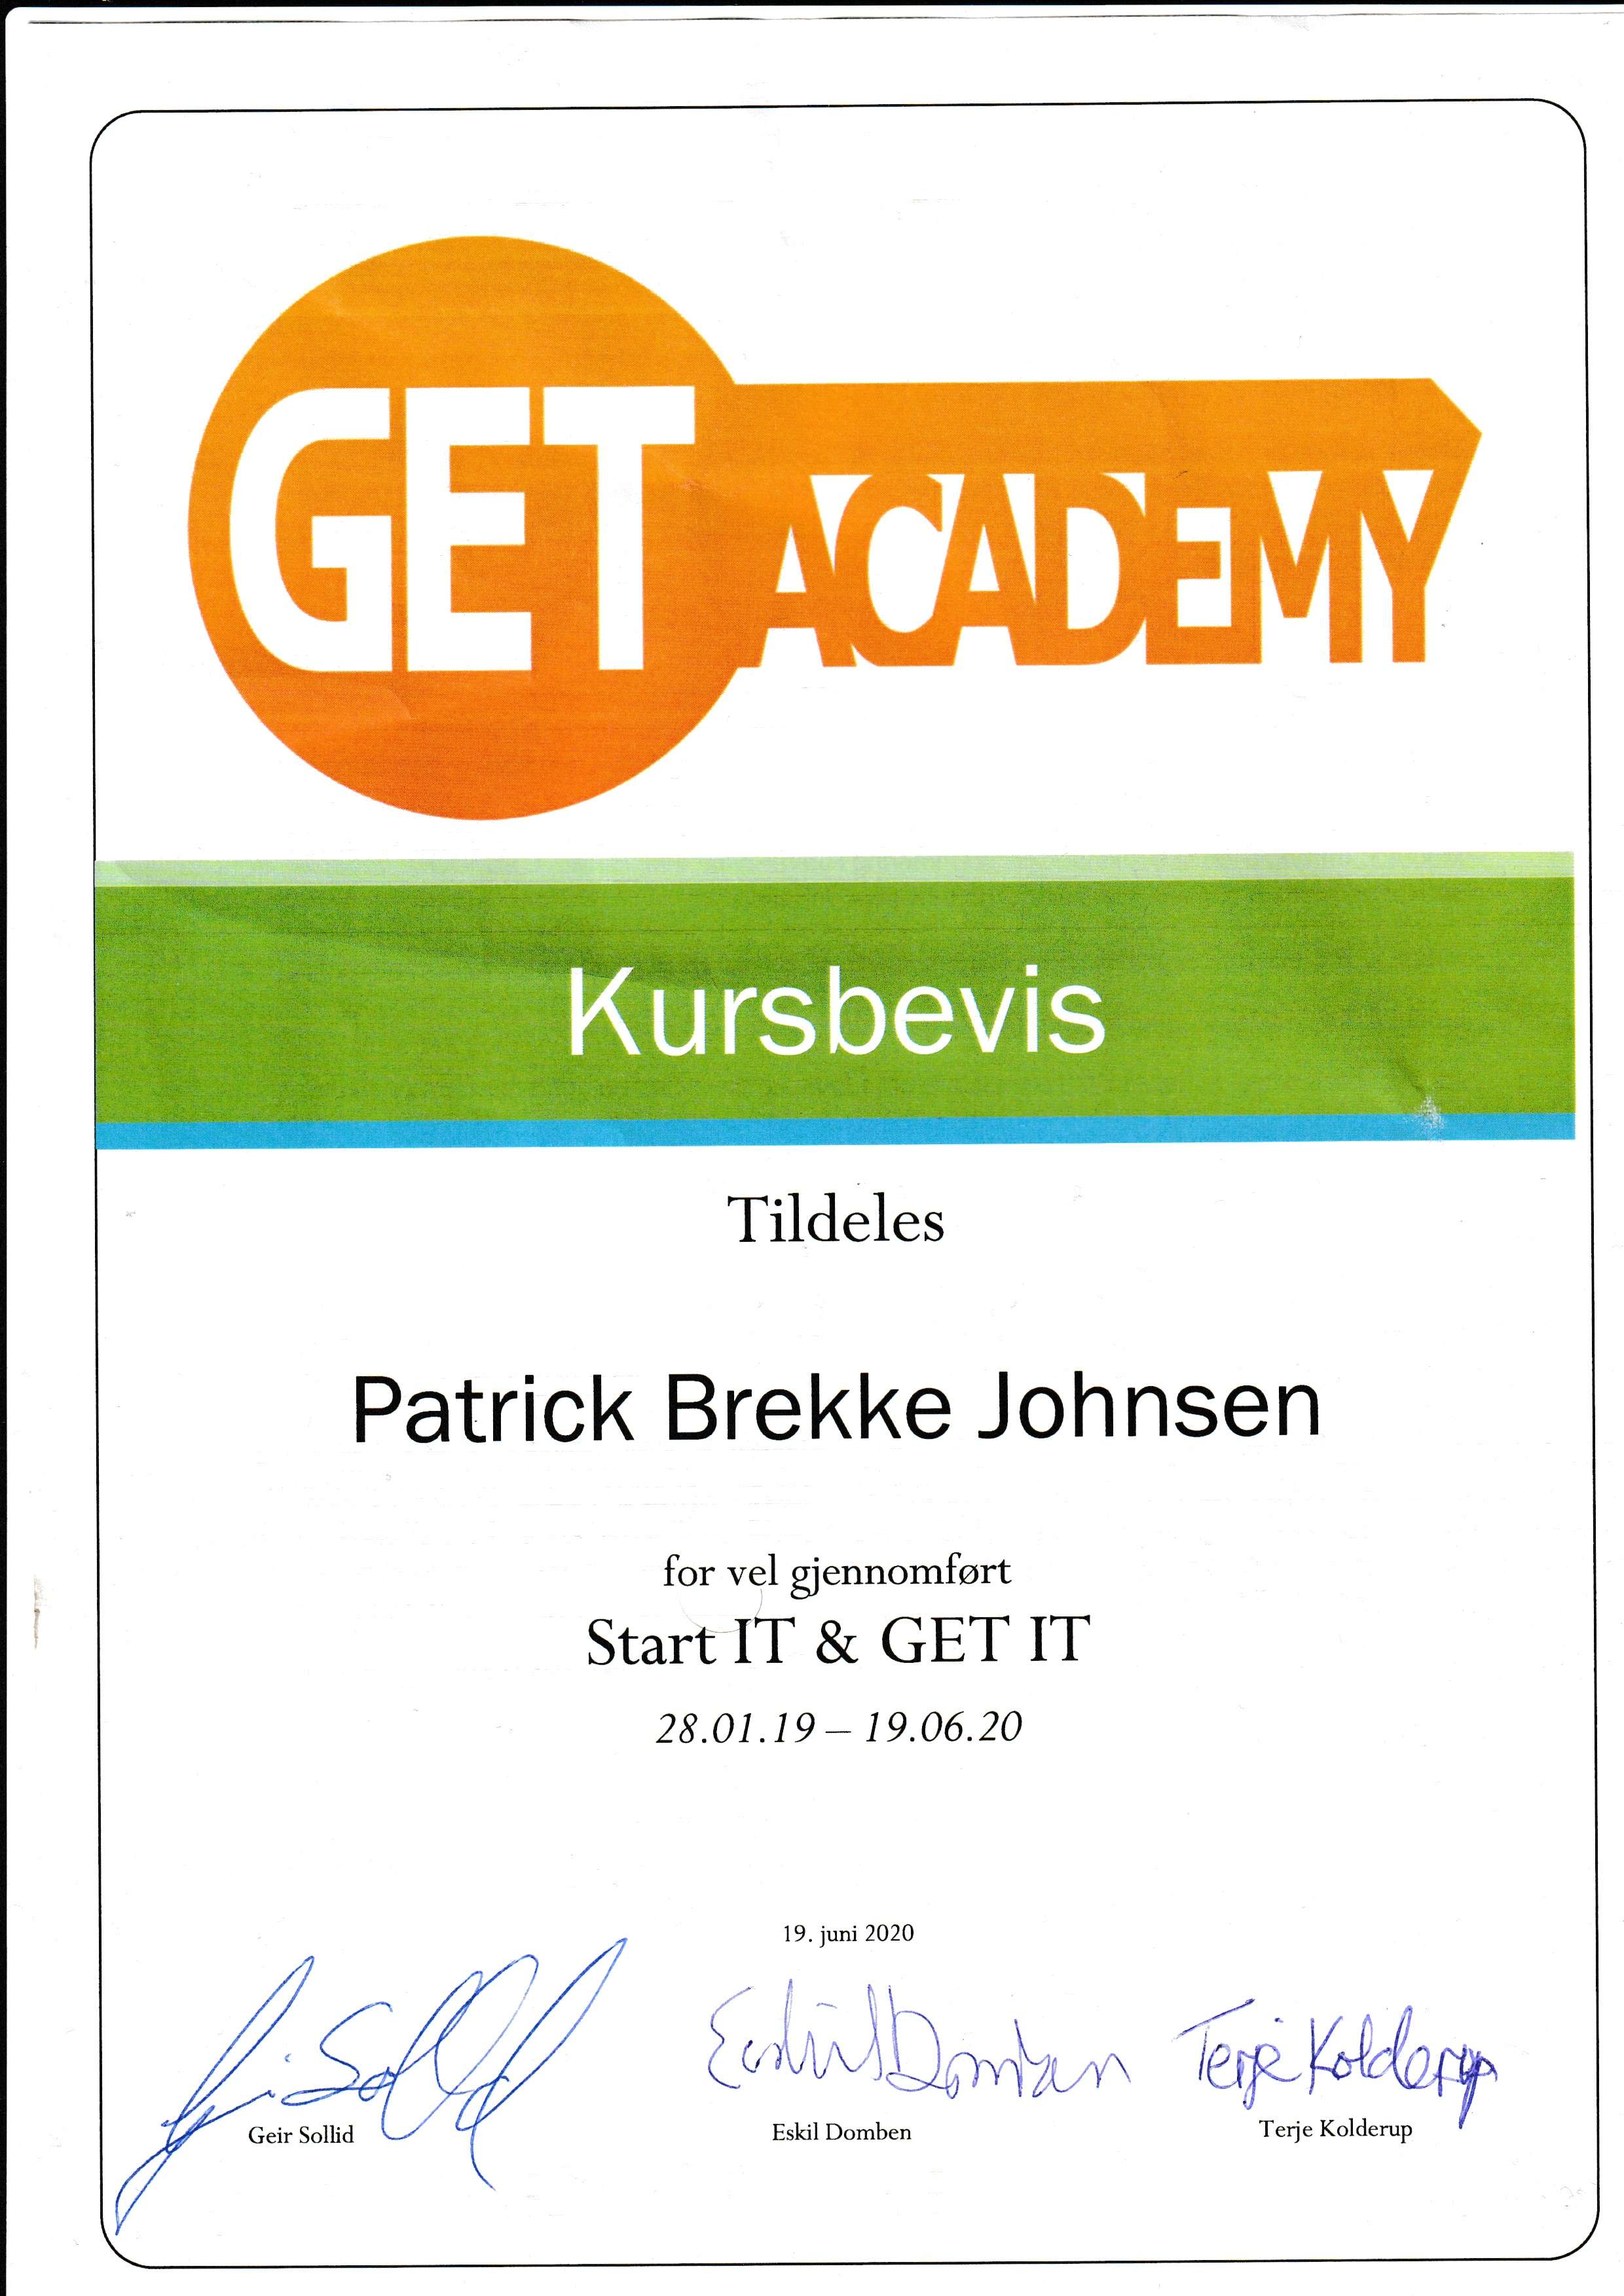 GET ACADEMY
Kursbevis
Tildeles
Patrick Brekke Johnsen
for vel gjennomført
Start IT & GET IT
28.01.19 – 19.06.20
19. juni 2020
Geir Sollid
Eskil Domben
Terje Kolderup
Geir Sollid
Eskil Domben
Terje Kolderup